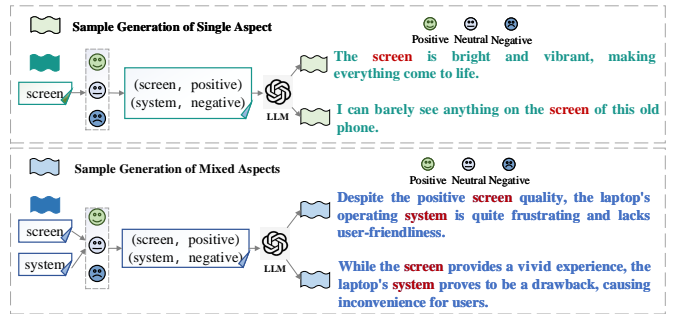 Sample Generation of Single Aspect
Positive Neutral Negative
screen
(screen, positive)
(system, negative)
LLM
The screen is bright and vibrant, making
everything come to life.
I can barely see anything on the screen of this old
phone.
Sample Generation of Mixed Aspects
Positive Neutral Negative
screen
system
(screen, positive)
(system, negative)
LLM
Despite the positive screen quality, the laptop's
operating system is quite frustrating and lacks
user-friendliness.
While the screen provides a vivid experience, the
laptop's system proves to be a drawback, causing
inconvenience for users.